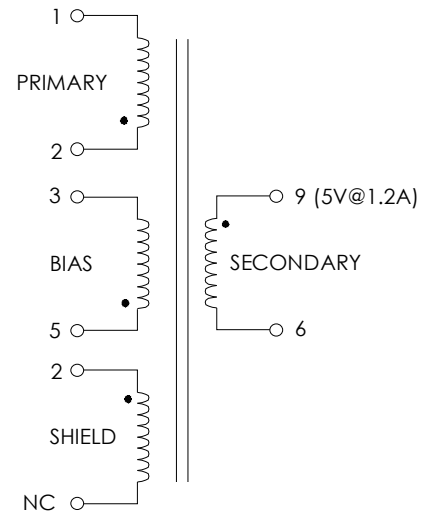 1
PRIMARY
2
3
BIAS
5
2
SHIELD
NC
9 (5V@1.2A)
SECONDARY
6